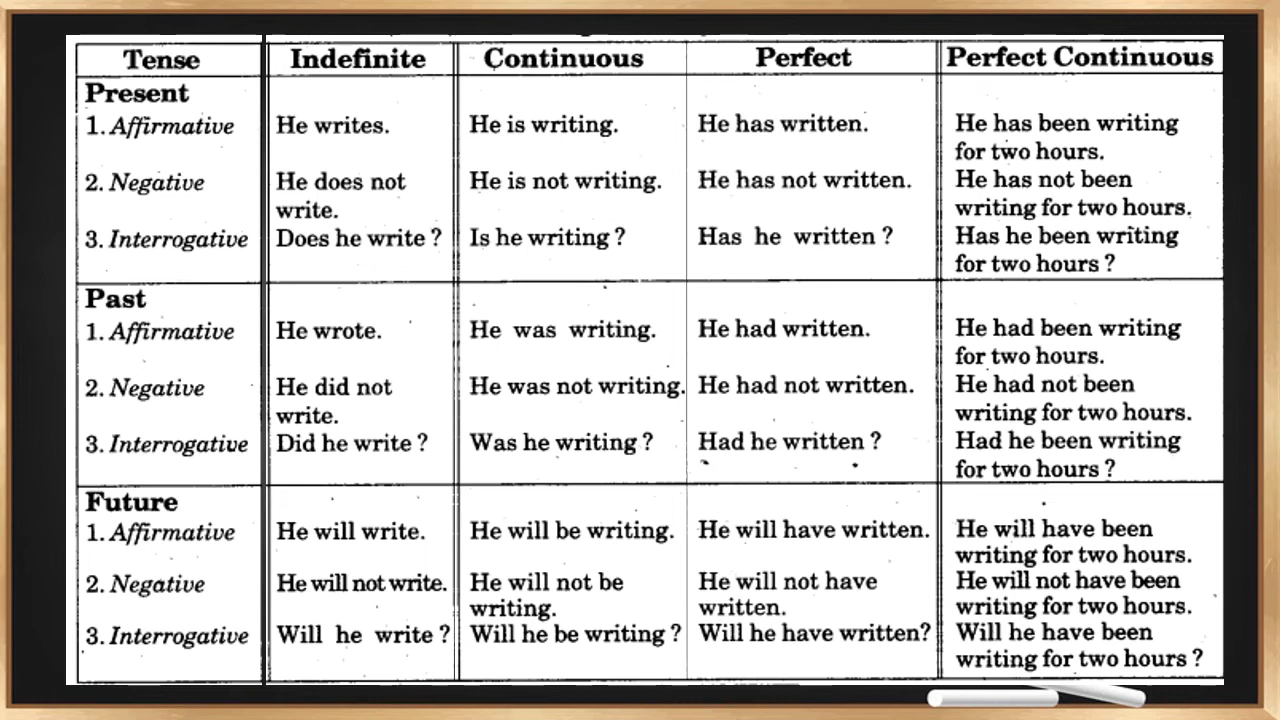 Tense Indefinite Continuous Perfect Perfect Continuous
Present
1. Affirmative He writes. He is writing. He has written. He has been writing
for two hours.
2. Negative He does not He is not writing. He has not written. He has not been
write. writing for two hours.
3. Interrogative Does he write ? Is he writing ? Has he written ? Has he been writing
for two hours ?
Past
1. Affirmative He wrote. He was writing. He had written. He had been writing
for two hours.
2. Negative He did not He was not writing. He had not written. He had not been
write. writing for two hours.
3. Interrogative Did he write ? Was he writing ? Had he written ? Had he been writing
for two hours ?
Future
1. Affirmative He will write. He will be writing. He will have written. He will have been
writing for two hours.
2. Negative He will not write. He will not be He will not have He will not have been
writing. written. writing for two hours.
3. Interrogative Will he write ? Will he be writing ? Will he have written? Will he have been
writing for two hours ?